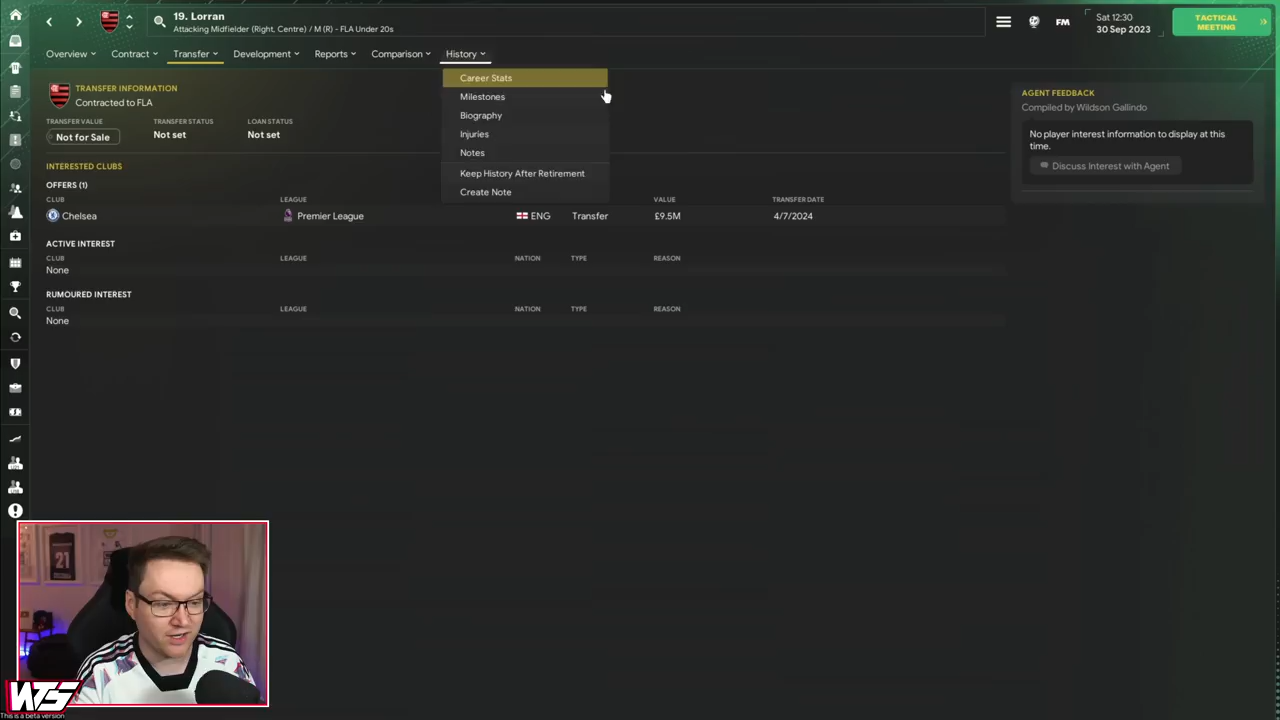 19. Lorran
Attacking Midfielder (Right, Centre) / M (R) - FLA Under 20s
FM
Sat 12:30
30 Sep 2023
TACTICAL
MEETING
Overview
Contract
Transfer
Development
Reports
Comparison
History
Career Stats
Milestones
Biography
Injuries
Notes
Keep History After Retirement
Create Note
TRANSFER INFORMATION
Contracted to FLA
TRANSFER VALUE
TRANSFER STATUS
LOAN STATUS
Not for Sale
Not set
Not set
INTERESTED CLUBS
OFFERS (1)
CLUB LEAGUE VALUE TRANSFER DATE
Chelsea Premier League ENG Transfer £9.5M 4/7/2024
ACTIVE INTEREST
CLUB LEAGUE NATION TYPE REASON
None
RUMOURED INTEREST
CLUB LEAGUE NATION TYPE REASON
None
AGENT FEEDBACK
Compiled by Wildson Gallindo
No player interest information to display at this
time.
Discuss Interest with Agent
21
WTS
This is a beta version